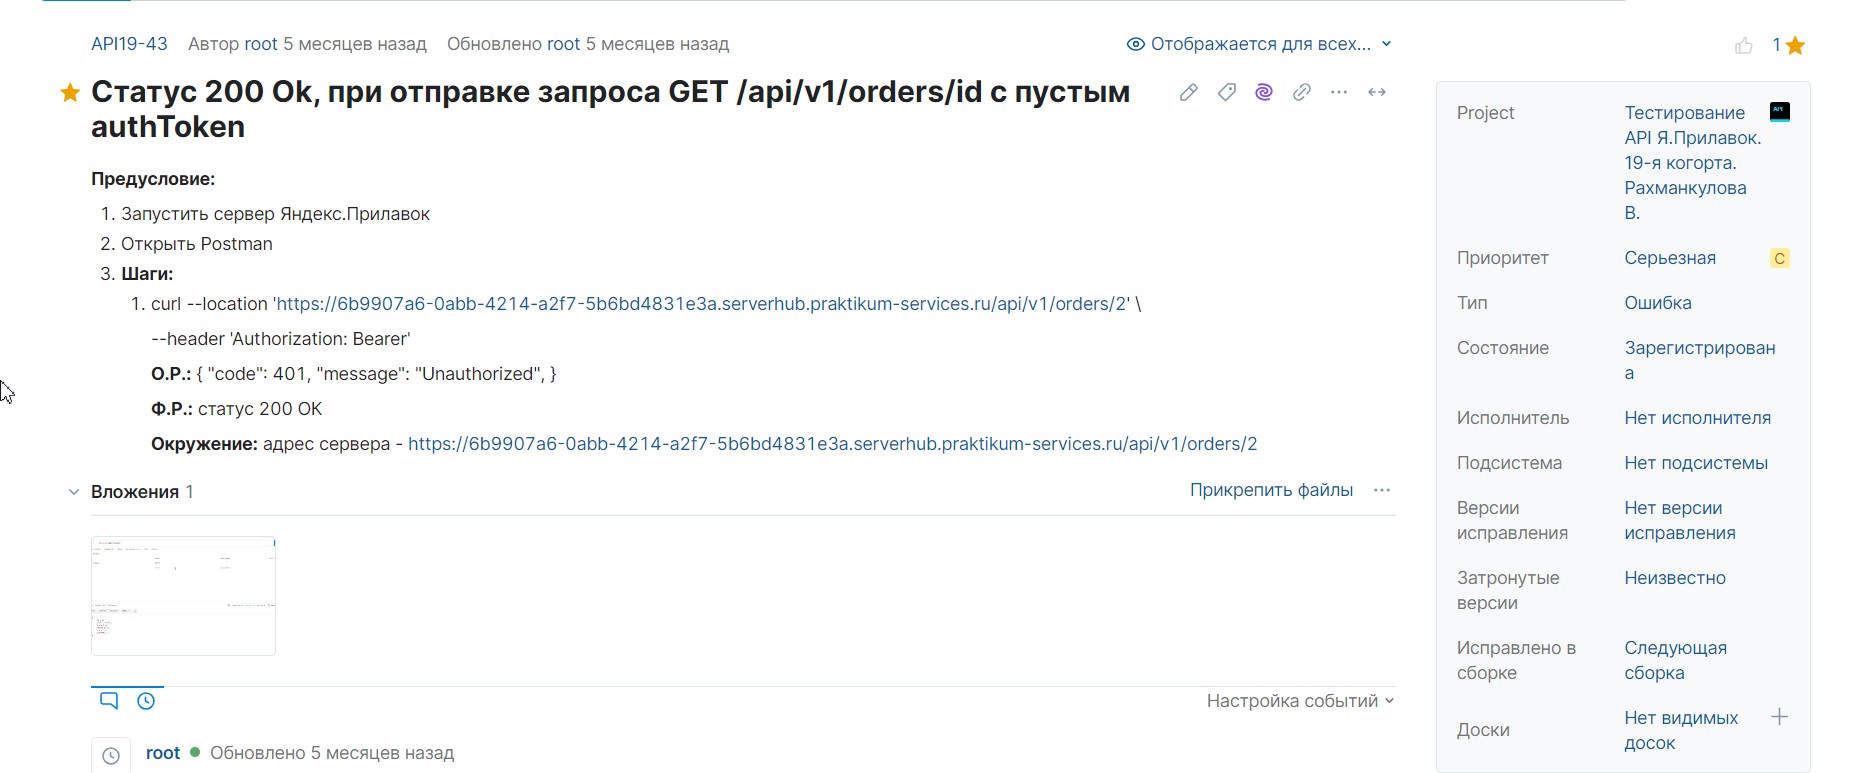 API19-43 Автор root 5 месяцев назад Обновлено root 5 месяцев назад
Отображается для всех...
1
Статус 200 Ok, при отправке запроса GET /api/v1/orders/id с пустым
authToken
Предусловие:
1. Запустить сервер Яндекс.Прилавок
2. Открыть Postman
3. Шаги:
1. curl --location 'https://6b9907a6-0abb-4214-a2f7-5b6bd4831e3a.serverhub.praktikum-services.ru/api/v1/orders/2' \
--header 'Authorization: Bearer'
О.Р.: { "code": 401, "message": "Unauthorized", }
Ф.Р.: статус 200 ОК
Окружение: адрес сервера - https://6b9907a6-0abb-4214-a2f7-5b6bd4831e3a.serverhub.praktikum-services.ru/api/v1/orders/2
Вложения 1
Прикрепить файлы
Настройка событий
root Обновлено 5 месяцев назад
Project
Тестирование
API Я.Прилавок.
19-я когорта.
Рахманкулова
В.
API
Приоритет
Серьезная
С
Тип
Ошибка
Состояние
Зарегистрирован
а
Исполнитель
Нет исполнителя
Подсистема
Нет подсистемы
Версии
исправления
Нет версии
исправления
Затронутые
версии
Неизвестно
Исправлено в
сборке
Следующая
сборка
Доски
Нет видимых
досок